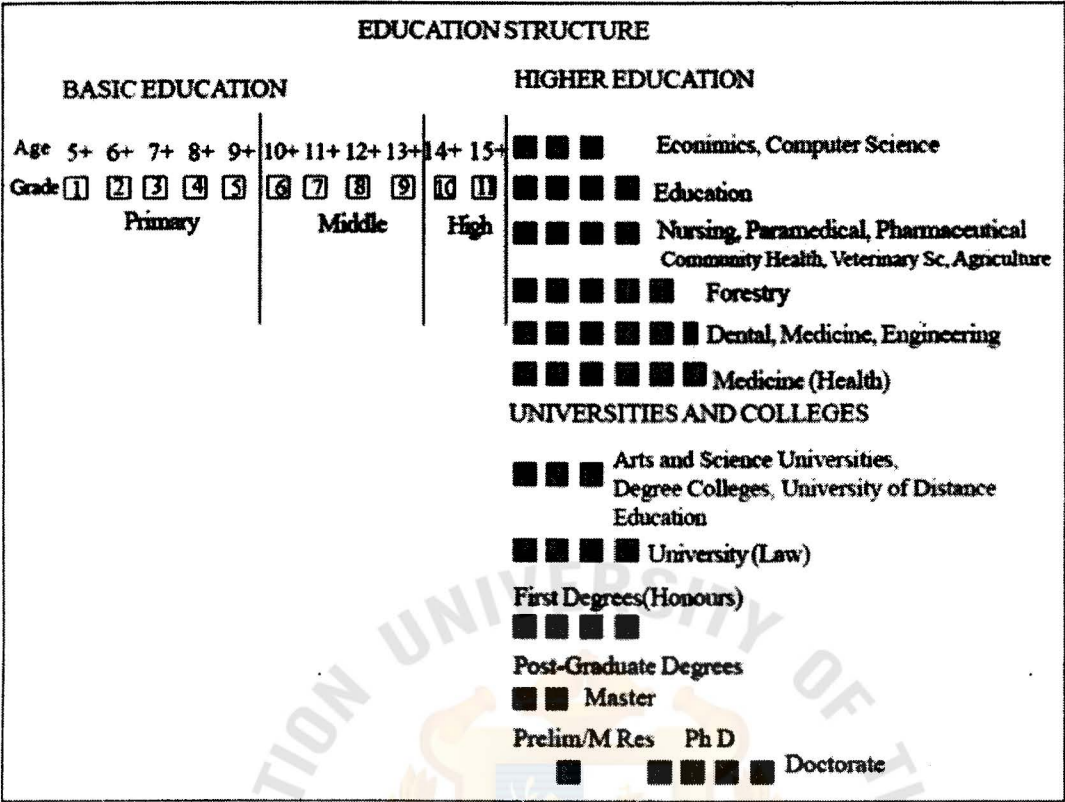 EDUCATION STRUCTURE
BASIC EDUCATION
Age 5+ 6+ 7+ 8+ 9+ 10+ 11+ 12+ 13+ 14+ 15+
Grade 1 2 3 4 5 6 7 8 9 10 11
Primary Middle High
HIGHER EDUCATION
Econimics, Computer Science
Education
Nursing, Paramedical, Pharmaceutical
Community Health, Veterinary Sc, Agriculture
Forestry
Dental, Medicine, Engineering
Medicine (Health)
UNIVERSITIES AND COLLEGES
Arts and Science Universities,
Degree Colleges, University of Distance
Education
University (Law)
First Degrees(Honours)
Post-Graduate Degrees
Master
Prelim/M Res Ph D
Doctorate
UNIVERSITY OF